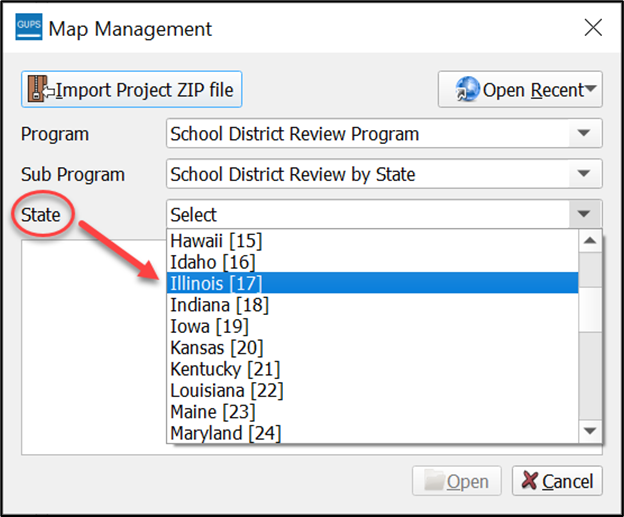 GUPS Map Management
Import Project ZIP file
Open Recent
Program
School District Review Program
Sub Program
School District Review by State
State
Select
Hawaii [15]
Idaho [16]
Illinois [17]
Indiana [18]
Iowa [19]
Kansas [20]
Kentucky [21]
Louisiana [22]
Maine [23]
Maryland [24]
Open
Cancel